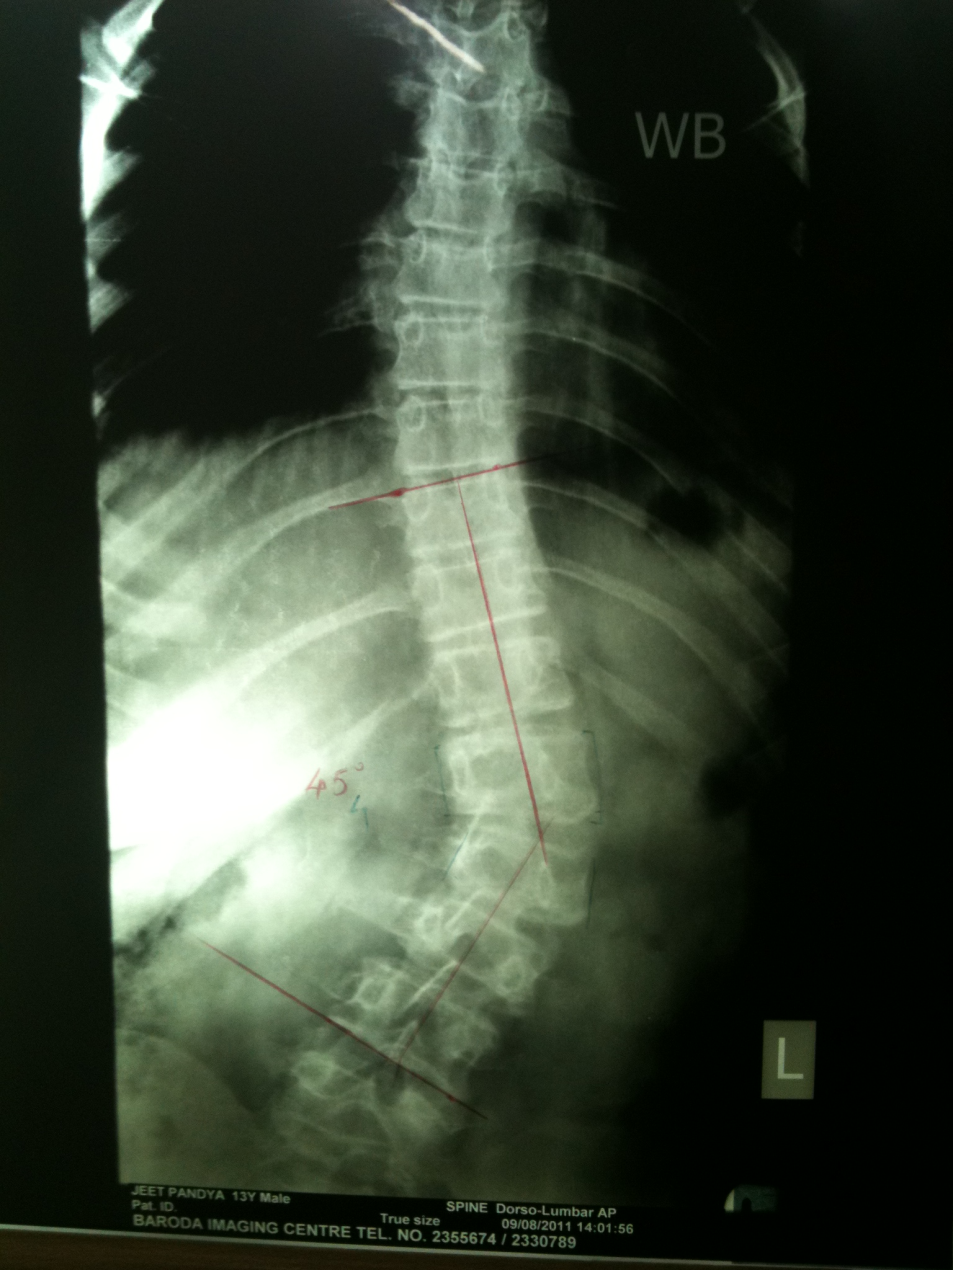 WB
45°
L
JEET PANDYA 13Y Male
Pat. ID.
True size
SPINE Dorso-Lumbar AP
09/08/2011 14:01:56
BARODA IMAGING CENTRE TEL. NO. 2355674 / 2330789